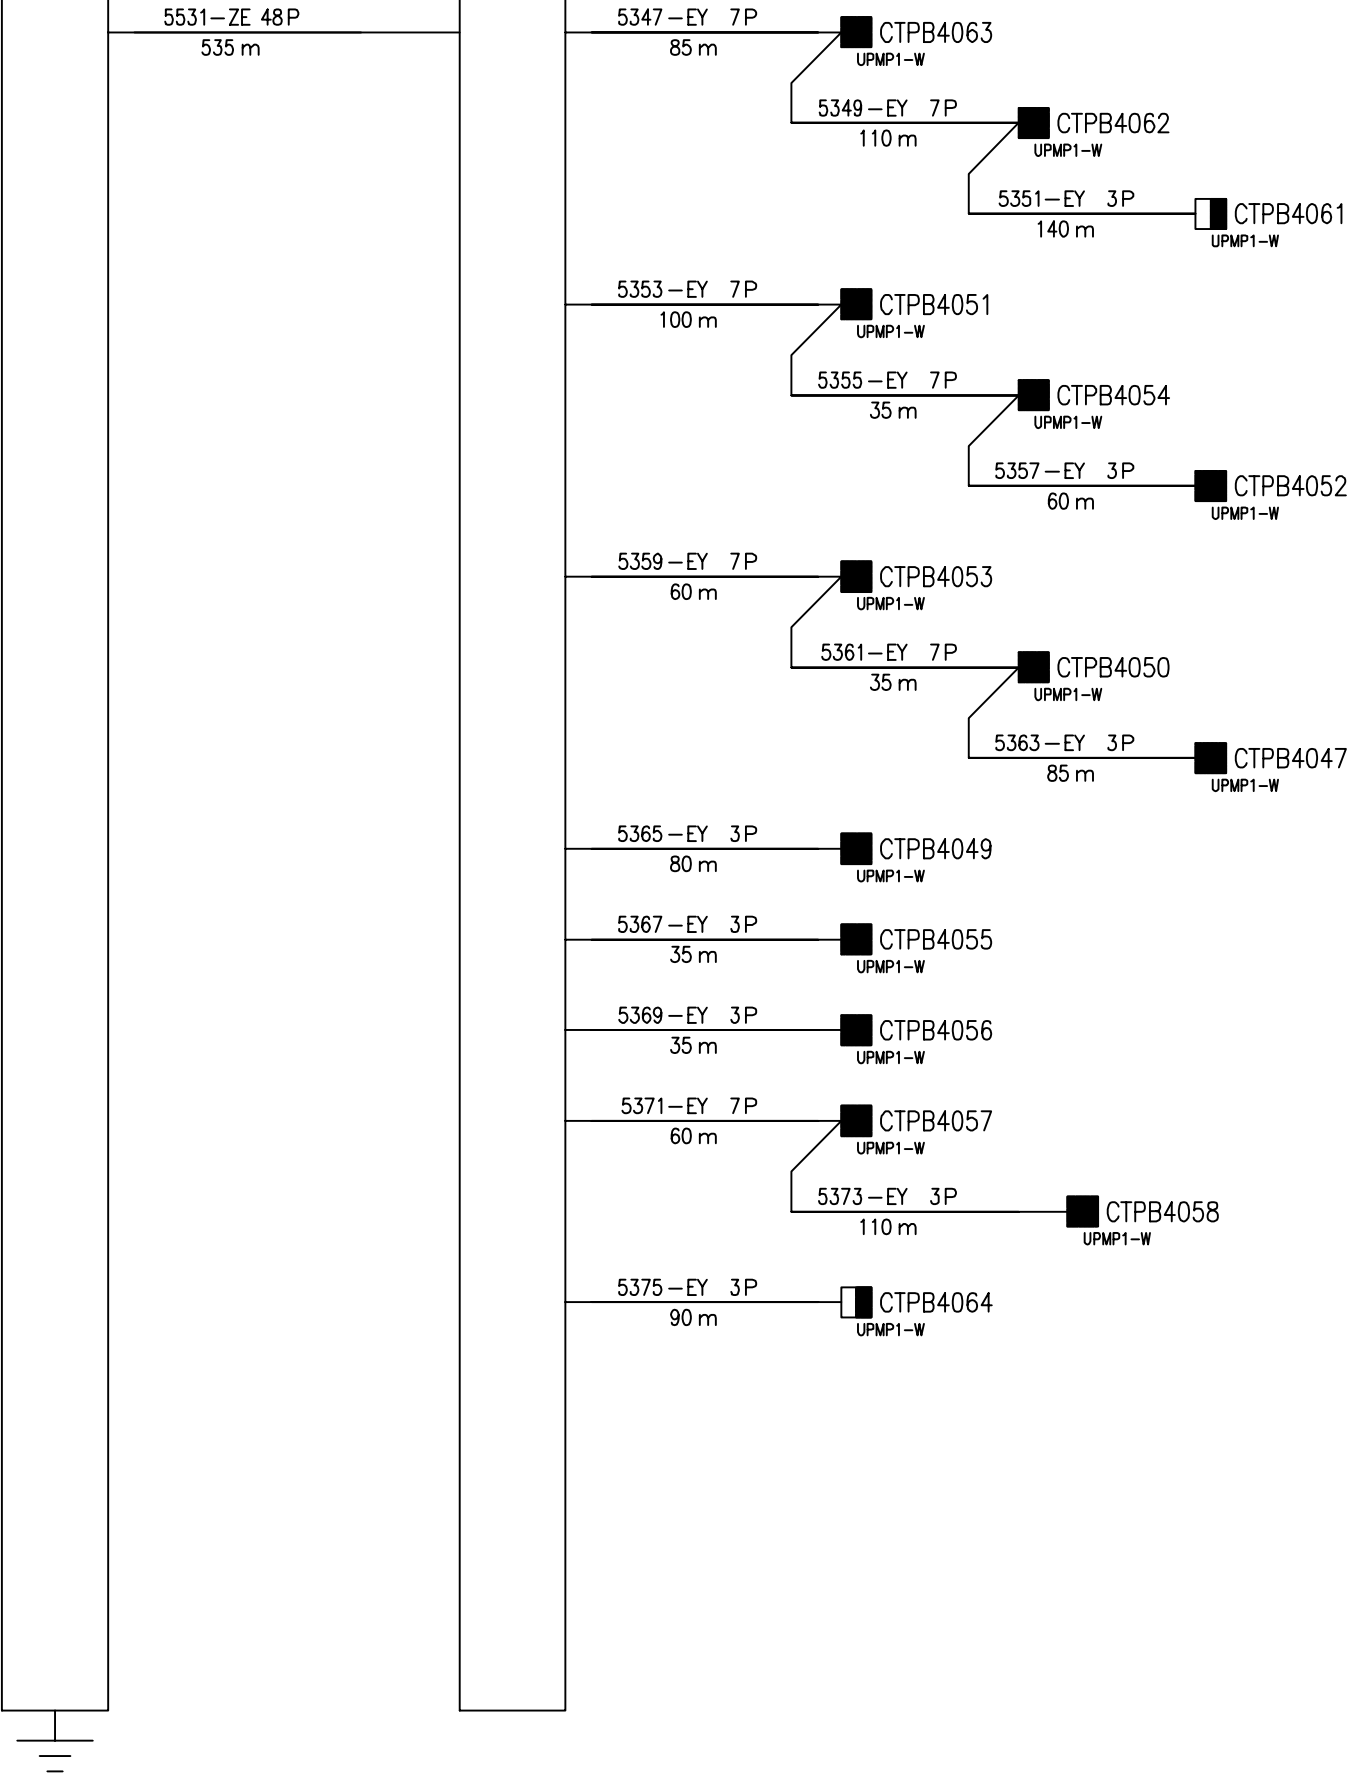 5531-ZE 48P
535 m
5347-EY 7P
85 m
CTPB4063
UPMP1-W
5349-EY 7P
110 m
CTPB4062
UPMP1-W
5351-EY 3P
140 m
CTPB4061
UPMP1-W
5353-EY 7P
100 m
CTPB4051
UPMP1-W
5355-EY 7P
35 m
CTPB4054
UPMP1-W
5357-EY 3P
60 m
CTPB4052
UPMP1-W
5359-EY 7P
60 m
CTPB4053
UPMP1-W
5361-EY 7P
35 m
CTPB4050
UPMP1-W
5363-EY 3P
85 m
CTPB4047
UPMP1-W
5365-EY 3P
80 m
CTPB4049
UPMP1-W
5367-EY 3P
35 m
CTPB4055
UPMP1-W
5369-EY 3P
35 m
CTPB4056
UPMP1-W
5371-EY 7P
60 m
CTPB4057
UPMP1-W
5373-EY 3P
110 m
CTPB4058
UPMP1-W
5375-EY 3P
90 m
CTPB4064
UPMP1-W